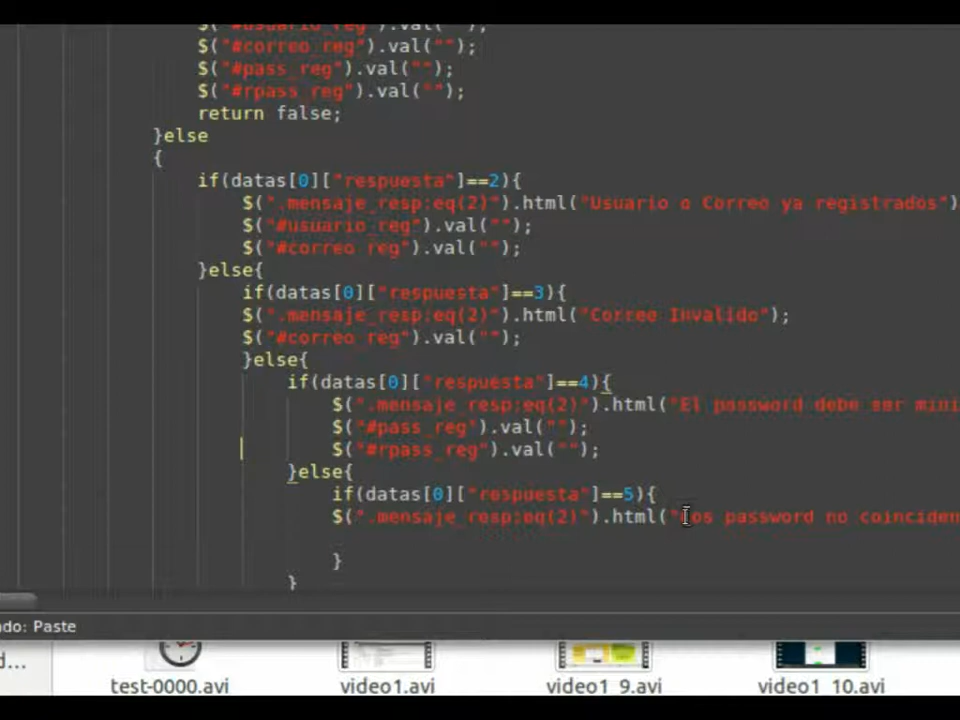 $("#usuario_reg").val("");
$("#correo_reg").val("");
$("#pass_reg").val("");
$("#rpass_reg").val("");
return false;
}else
{
if(datas[0]["respuesta"]==2){
$(".mensaje_resp:eq(2)").html("Usuario o Correo ya registrados")
$("#usuario_reg").val("");
$("#correo_reg").val("");
}else{
if(datas[0]["respuesta"]==3){
$(".mensaje_resp:eq(2)").html("Correo Invalido");
$("#correo_reg").val("");
}else{
if(datas[0]["respuesta"]==4){
$(".mensaje_resp:eq(2)").html("El password debe ser mini
$("#pass_reg").val("");
$("#rpass_reg").val("");
}else{
if(datas[0]["respuesta"]==5){
$(".mensaje_resp:eq(2)").html("Los password no coinciden
}
}
ado: Paste
d...
test-0000.avi
video1.avi
video1_9.avi
video1_10.avi